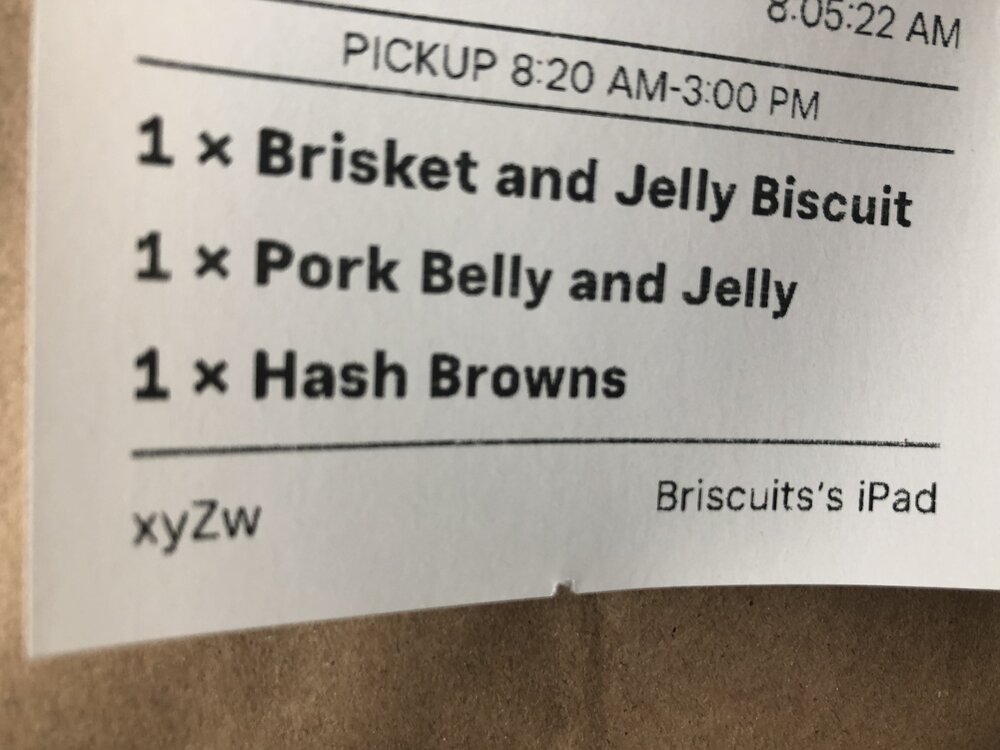 8:05:22 AM
PICKUP 8:20 AM-3:00 PM
1 × Brisket and Jelly Biscuit
1 × Pork Belly and Jelly
1 × Hash Browns
xyZw
Briscuits's iPad